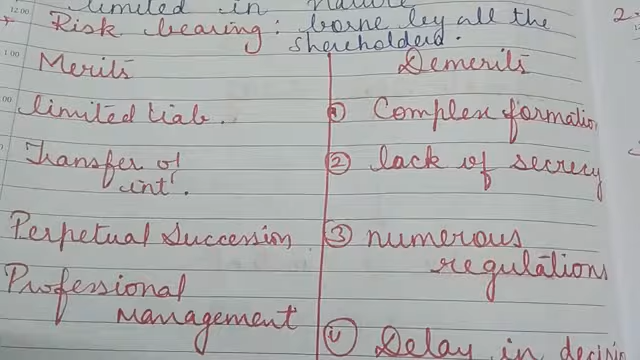 limited in nature
Risk bearing: borne by all the
shareholders.
Merits
Demerits
limited liab.
① Complex formation
Transfer of
int'.
② lack of secrecy
Perpetual Succession
③ numerous
regulations
Professional
Management
④ Delay in decisi